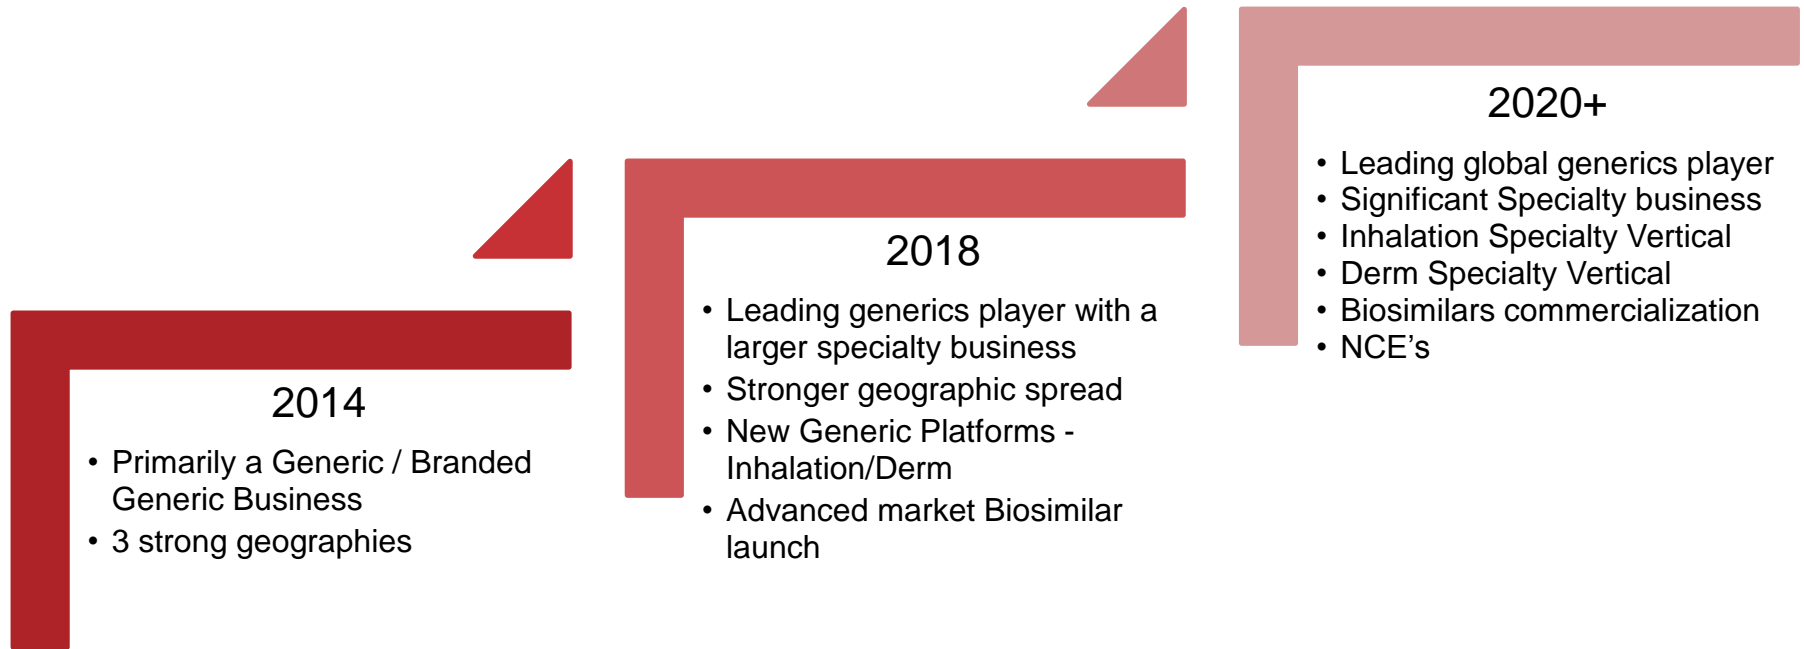 2014
• Primarily a Generic / Branded
Generic Business
• 3 strong geographies
2018
• Leading generics player with a
larger specialty business
• Stronger geographic spread
• New Generic Platforms -
Inhalation/Derm
• Advanced market Biosimilar
launch
2020+
• Leading global generics player
• Significant Specialty business
• Inhalation Specialty Vertical
• Derm Specialty Vertical
• Biosimilars commercialization
• NCE’s